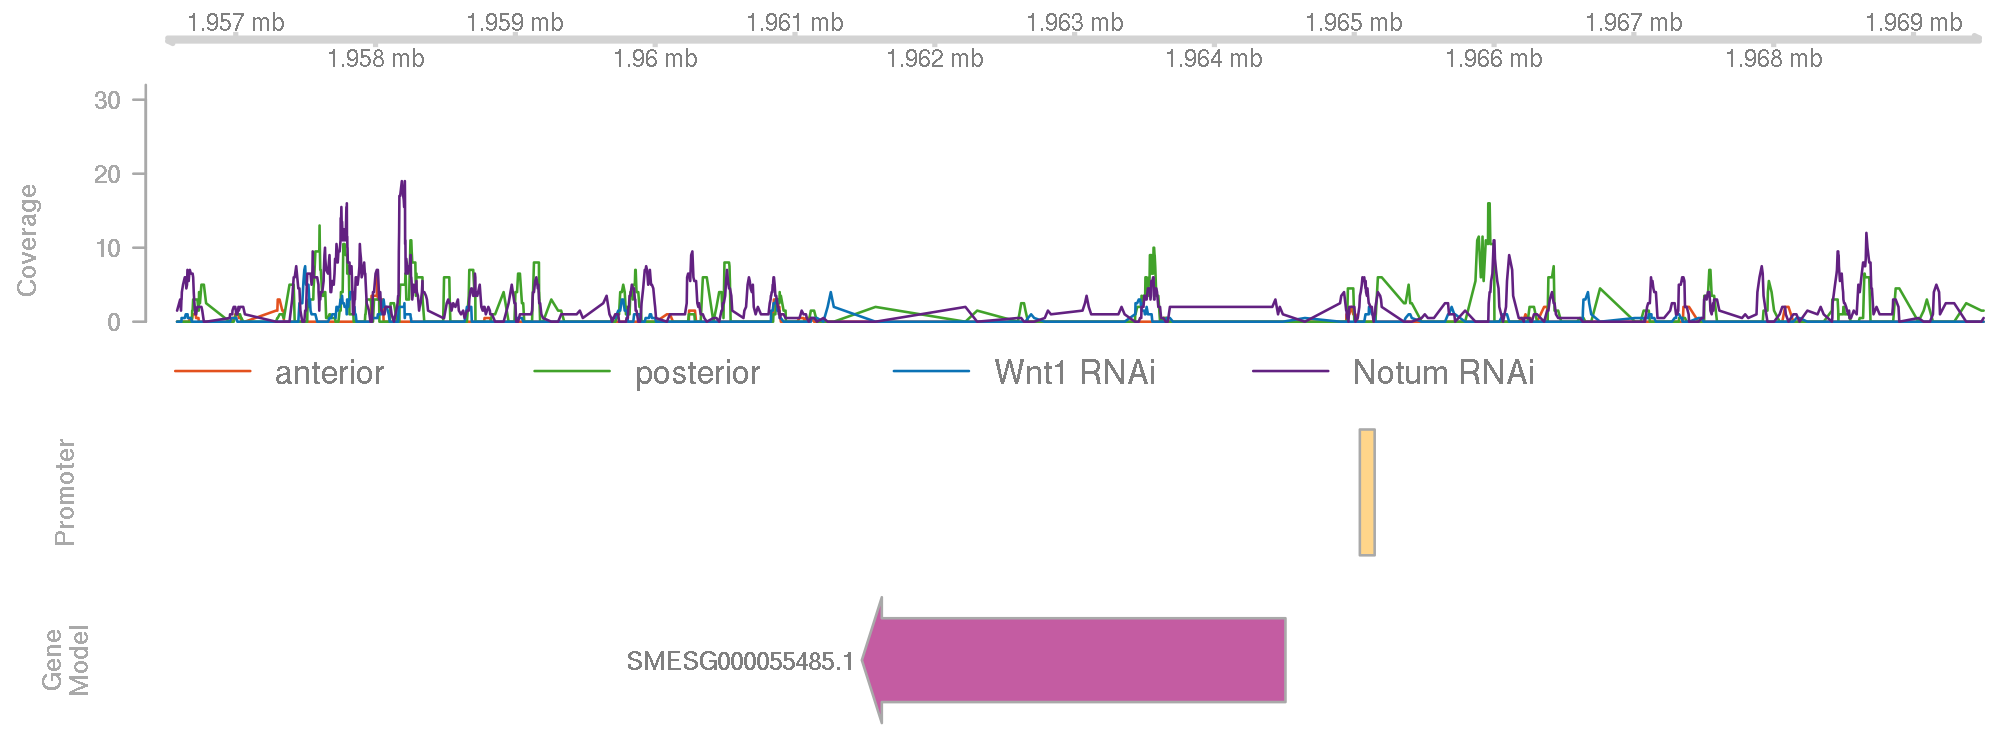 1.957 mb 1.959 mb 1.961 mb 1.963 mb 1.965 mb 1.967 mb 1.969 mb
1.958 mb 1.96 mb 1.962 mb 1.964 mb 1.966 mb 1.968 mb
30
20
10
0
Coverage
anterior posterior Wnt1 RNAi Notum RNAi
Promoter
Gene
Model
SMESG000055485.1